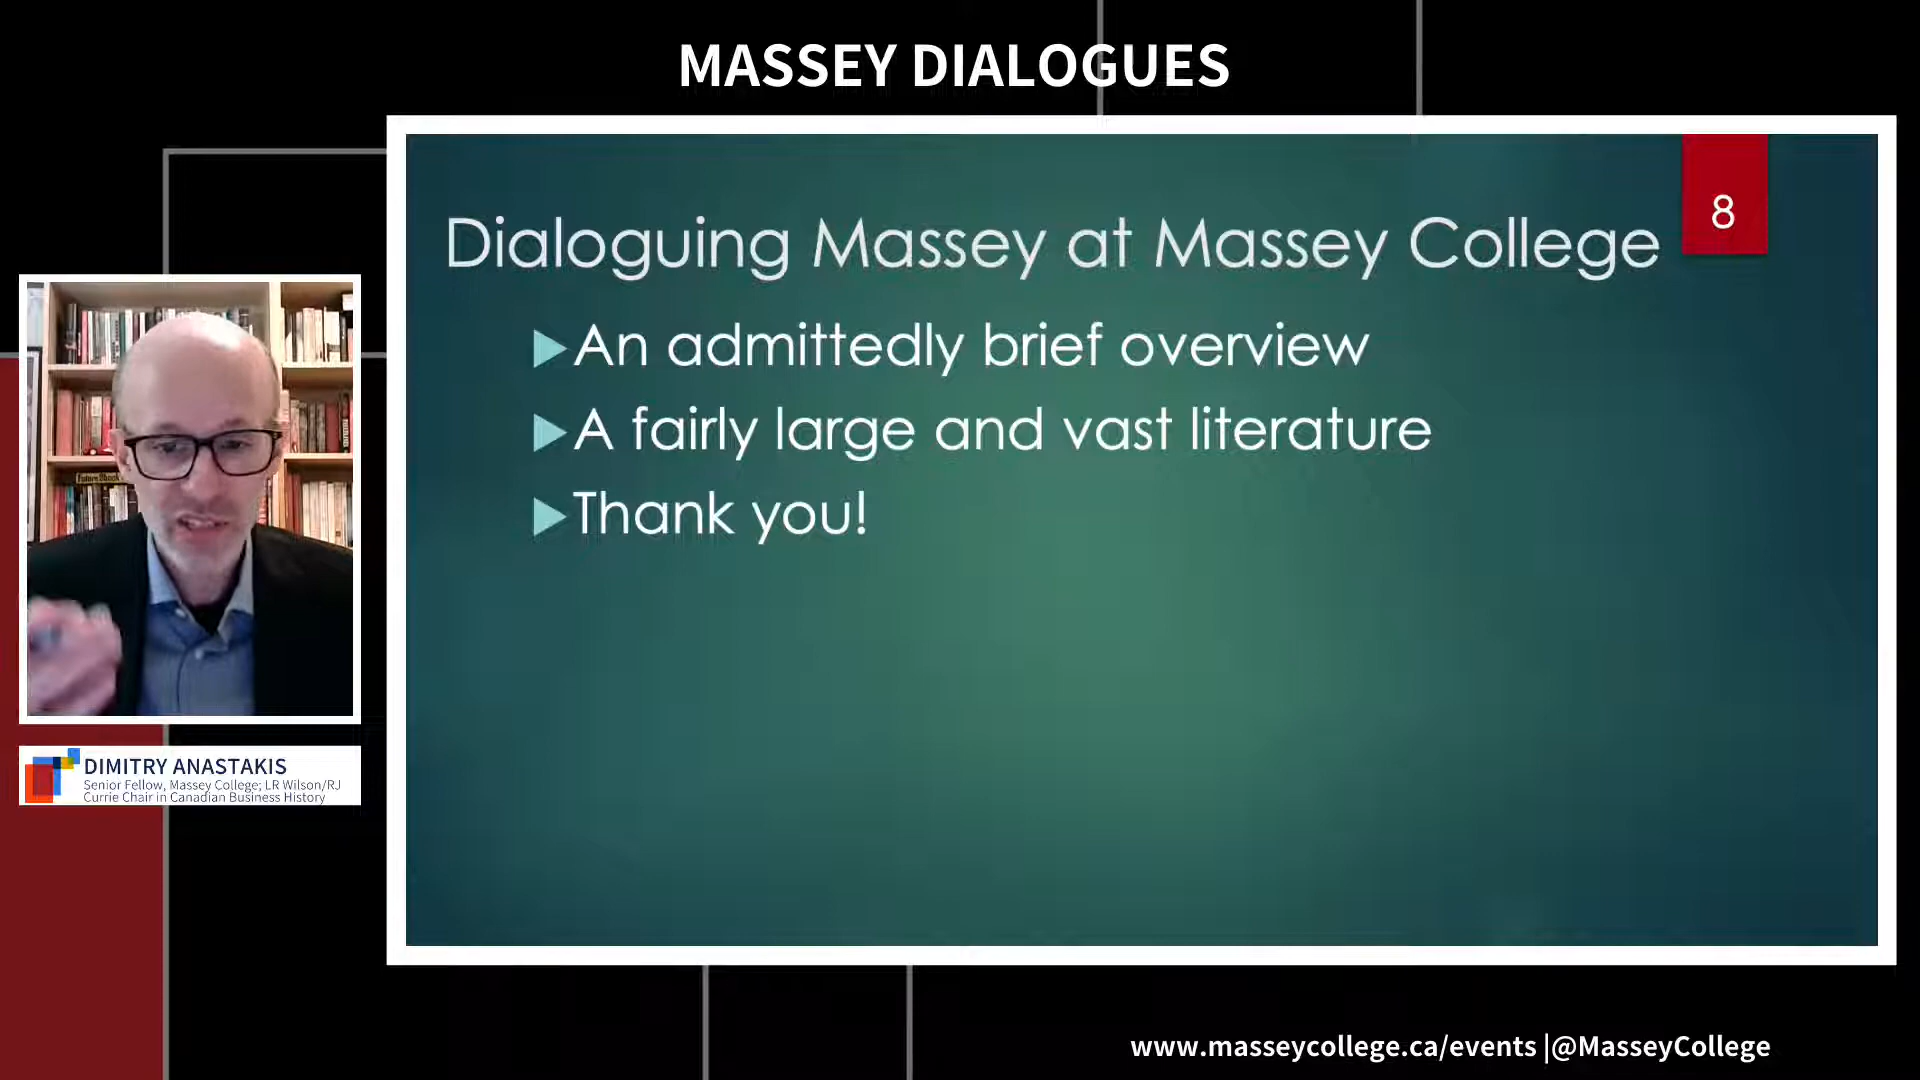 MASSEY DIALOGUES
8
Dialoguing Massey at Massey College
An admittedly brief overview
A fairly large and vast literature
Thank you!
DIMITRY ANASTAKIS
Senior Fellow, Massey College; LR Wilson/RJ
Currie Chair in Canadian Business History
www.masseycollege.ca/events |@MasseyCollege